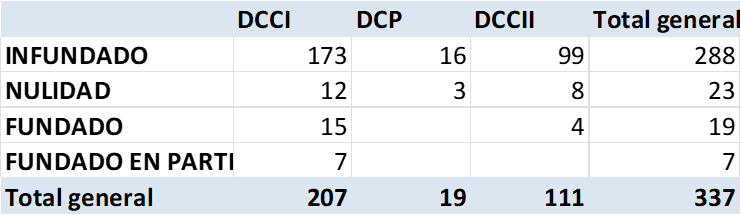 DCCI DCP DCCII Total general
INFUNDADO 173 16 99 288
NULIDAD 12 3 8 23
FUNDADO 15 4 19
FUNDADO EN PARTI 7 7
Total general 207 19 111 337